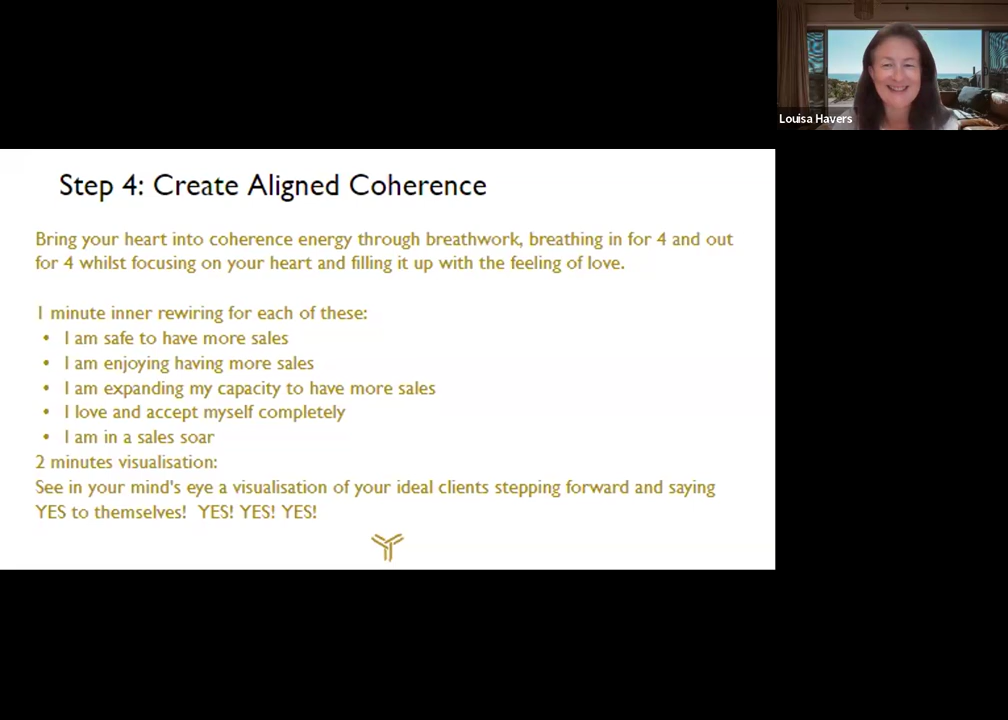 Louisa Havers
Step 4: Create Aligned Coherence
Bring your heart into coherence energy through breathwork, breathing in for 4 and out
for 4 whilst focusing on your heart and filling it up with the feeling of love.
1 minute inner rewiring for each of these:
• I am safe to have more sales
• I am enjoying having more sales
• I am expanding my capacity to have more sales
• I love and accept myself completely
• I am in a sales soar
2 minutes visualisation:
See in your mind's eye a visualisation of your ideal clients stepping forward and saying
YES to themselves! YES! YES! YES!